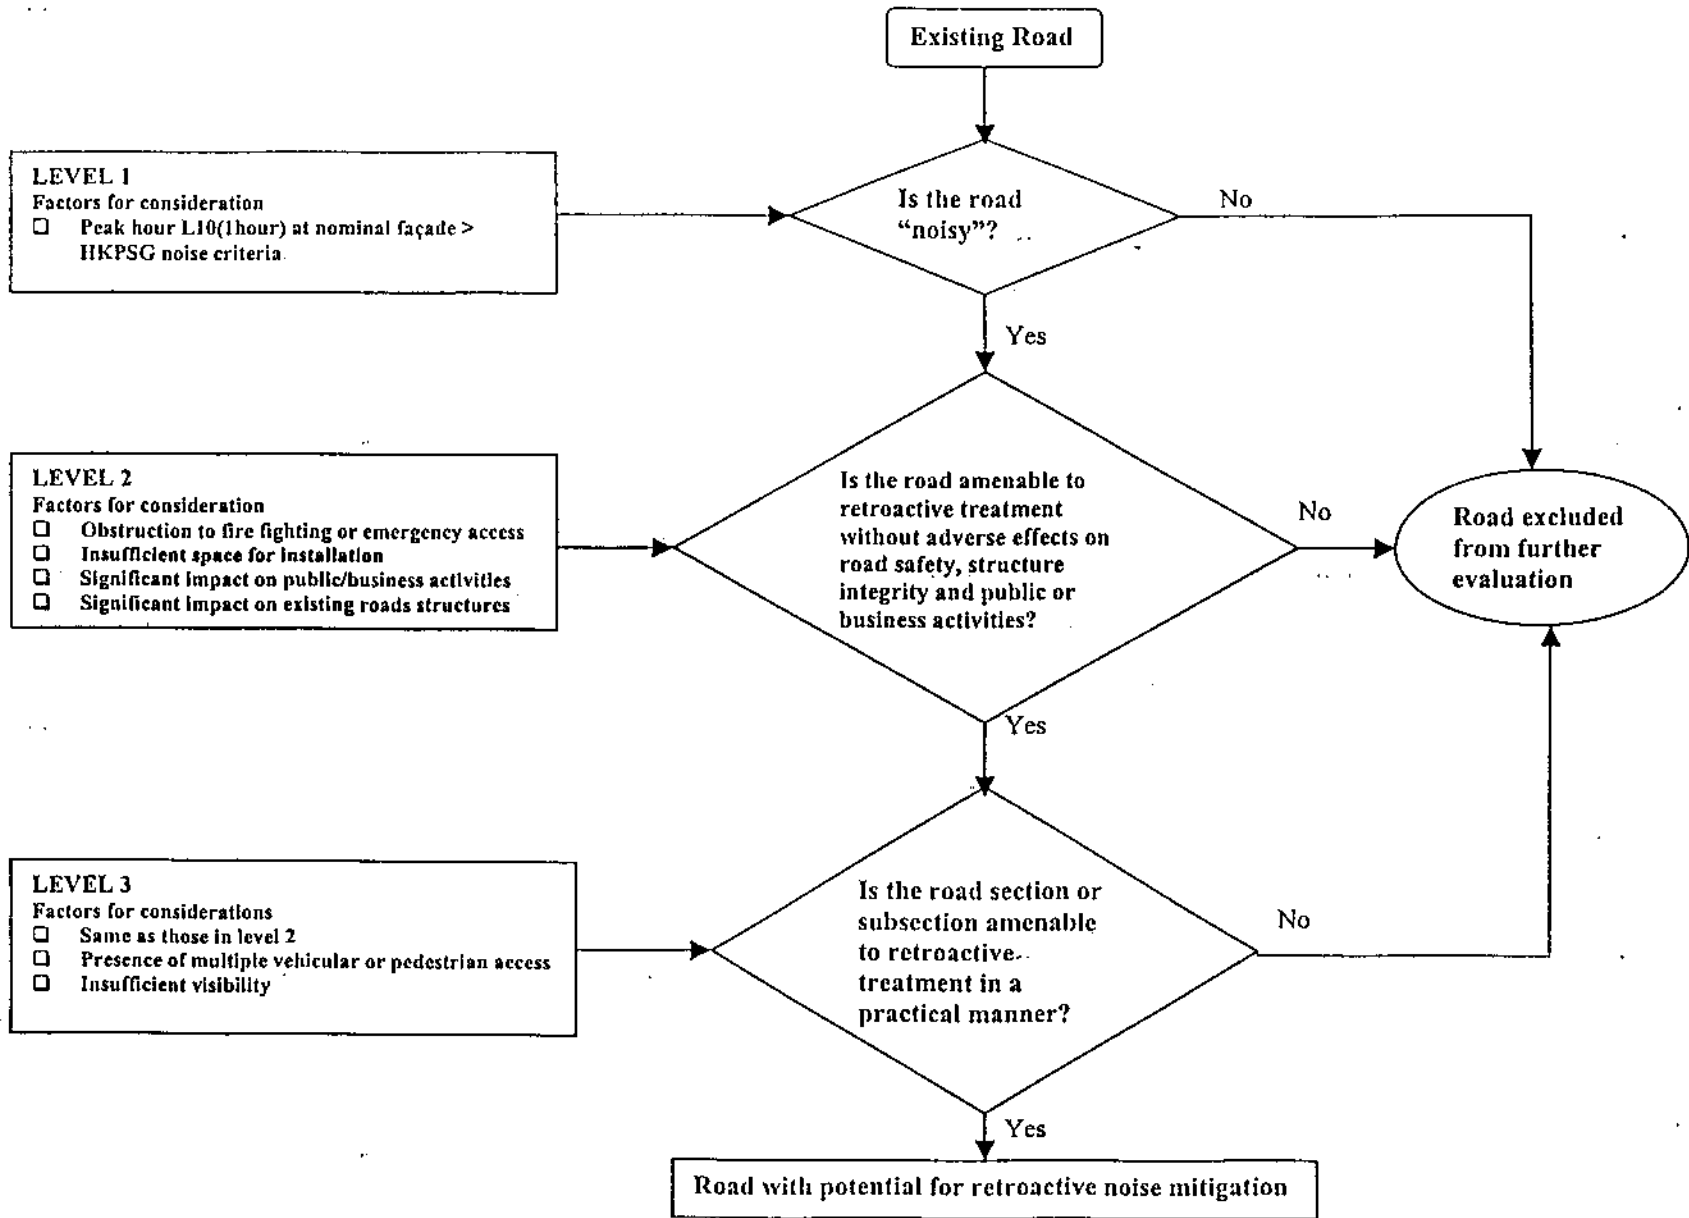 Existing Road
LEVEL 1
Factors for consideration
❑ Peak hour L10(1hour) at nominal façade >
HKPSG noise criteria
Is the road
“noisy”?
No
Yes
LEVEL 2
Factors for consideration
❑ Obstruction to fire fighting or emergency access
❑ Insufficient space for installation
❑ Significant impact on public/business activities
❑ Significant impact on existing roads structures
Is the road amenable to
retroactive treatment
without adverse effects on
road safety, structure
integrity and public or
business activities?
No
Road excluded
from further
evaluation
Yes
LEVEL 3
Factors for considerations
❑ Same as those in level 2
❑ Presence of multiple vehicular or pedestrian access
❑ Insufficient visibility
Is the road section or
subsection amenable
to retroactive
treatment in a
practical manner?
No
Yes
Road with potential for retroactive noise mitigation